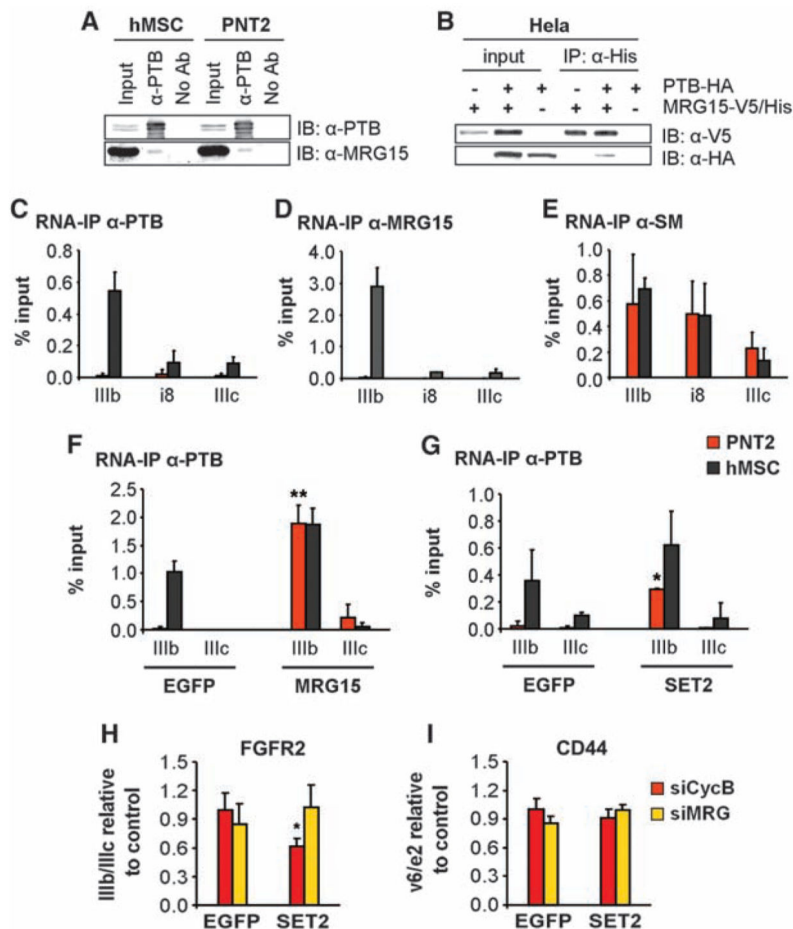 A
hMSC PNT2
Input
α-PTB
No Ab
Input
α-PTB
No Ab
IB: α-PTB
IB: α-MRG15
B
Hela
input IP: α-His
- + + - + + PTB-HA
+ + - + + - MRG15-V5/His
IB: α-V5
IB: α-HA
C
RNA-IP α-PTB
% input
0.8
0.6
0.4
0.2
0.0
IIIb i8 IIIc
D
RNA-IP α-MRG15
% input
4.0
3.0
2.0
1.0
0.0
IIIb i8 IIIc
E
RNA-IP α-SM
% input
1.0
0.8
0.6
0.4
0.2
0.0
IIIb i8 IIIc
F
RNA-IP α-PTB
% input
2.5
2.0
1.5
1.0
0.5
0.0
**
IIIb IIIc IIIb IIIc
EGFP MRG15
G
RNA-IP α-PTB
PNT2
hMSC
% input
1.0
0.8
0.6
0.4
0.2
0.0
*
IIIb IIIc IIIb IIIc
EGFP SET2
H
FGFR2
IIIb/IIIc relative
to control
1.5
1.2
0.9
0.6
0.3
0.0
*
EGFP SET2
I
CD44
v6/e2 relative
to control
1.5
1.2
0.9
0.6
0.3
0.0
EGFP SET2
siCycB
siMRG